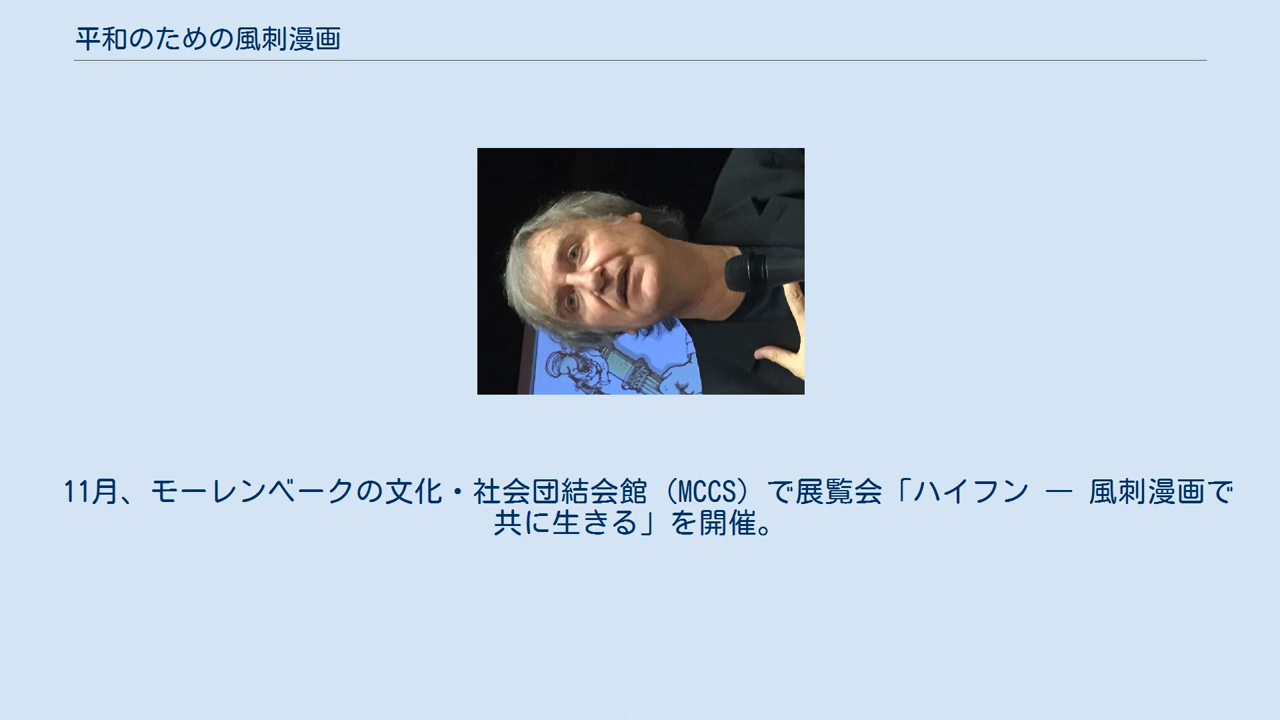 平和のための風刺漫画
11月、モーレンベークの文化・社会団結会館（MCCS）で展覧会「ハイフン — 風刺漫画で
共に生きる」を開催。